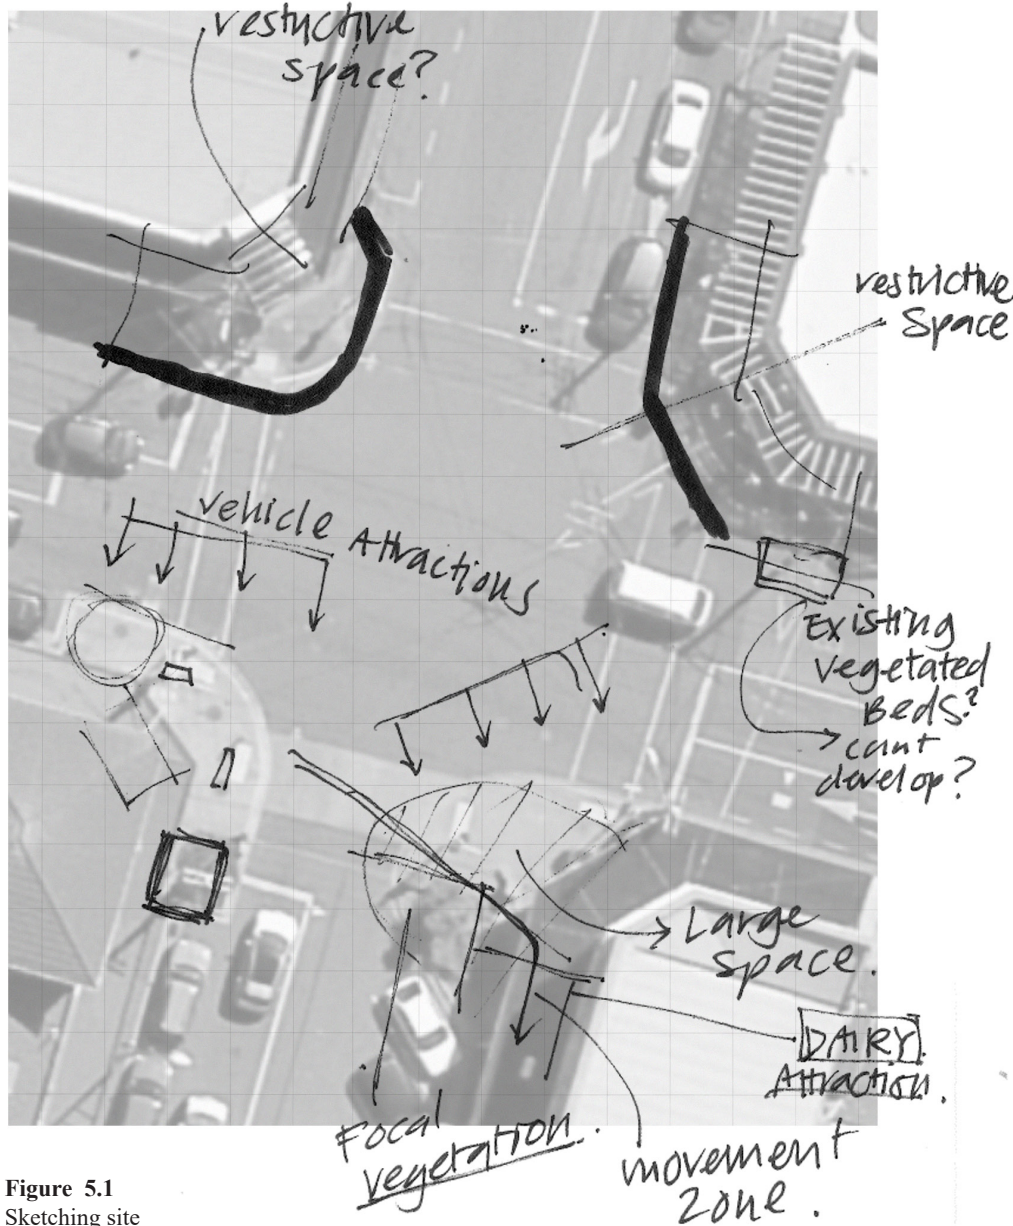 restrictive
space?
restrictive
Space
vehicle Attractions
Existing
vegetated
Beds?
cant
develop?
Large
space.
DAIRY
Attraction.
Focal
vegetation.
movement
zone.
Figure 5.1
Sketching site